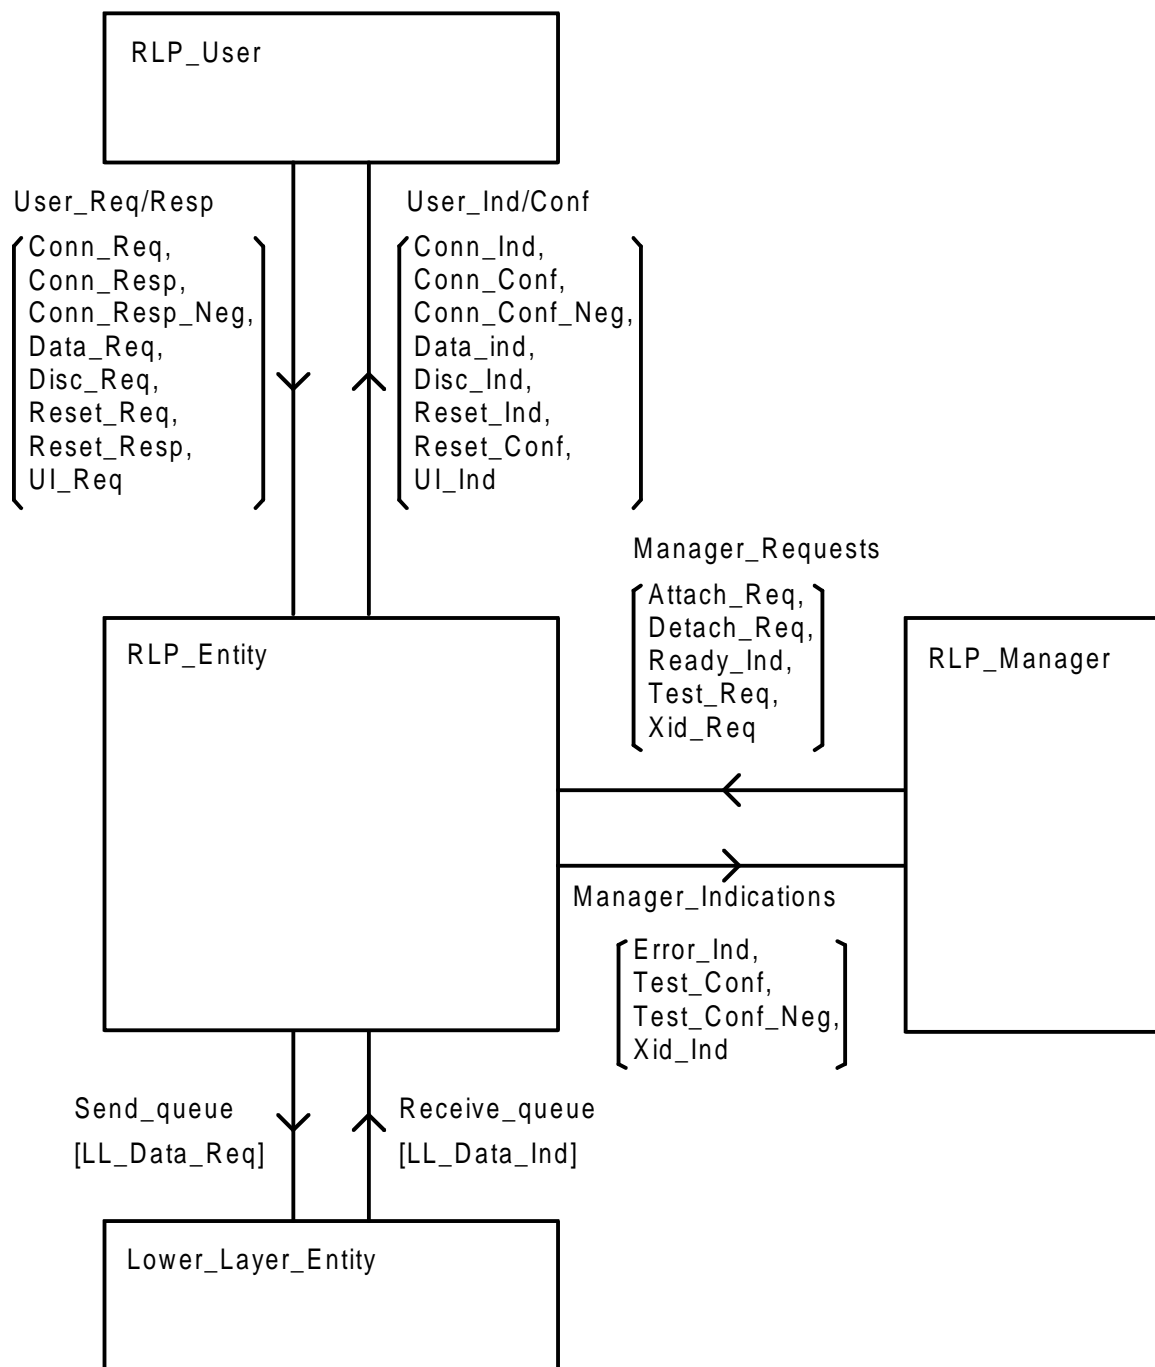 RLP_User
User_Req/Resp
Conn_Req,
Conn_Resp,
Conn_Resp_Neg,
Data_Req,
Disc_Req,
Reset_Req,
Reset_Resp,
UI_Req
User_Ind/Conf
Conn_Ind,
Conn_Conf,
Conn_Conf_Neg,
Data_ind,
Disc_Ind,
Reset_Ind,
Reset_Conf,
UI_Ind
Manager_Requests
Attach_Req,
Detach_Req,
Ready_Ind,
Test_Req,
Xid_Req
RLP_Entity
RLP_Manager
Manager_Indications
Error_Ind,
Test_Conf,
Test_Conf_Neg,
Xid_Ind
Send_queue
[LL_Data_Req]
Receive_queue
[LL_Data_Ind]
Lower_Layer_Entity